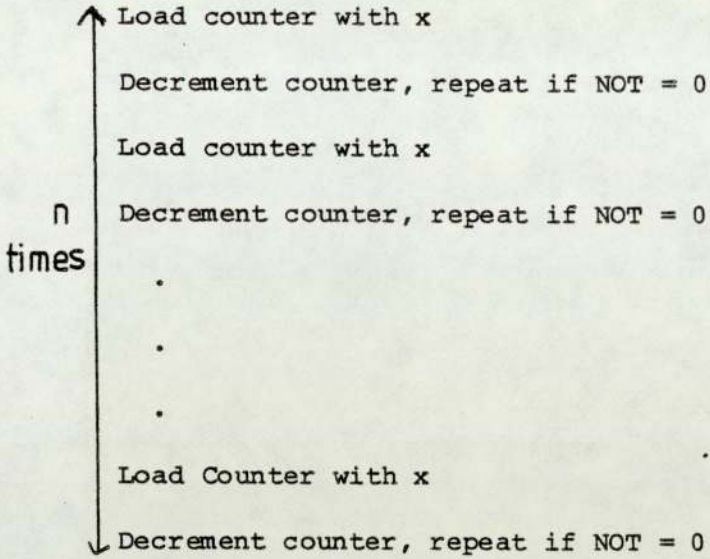 Load counter with x
Decrement counter, repeat if NOT = 0
Load counter with x
n
Decrement counter, repeat if NOT = 0
times
.
.
.
Load Counter with x
Decrement counter, repeat if NOT = 0